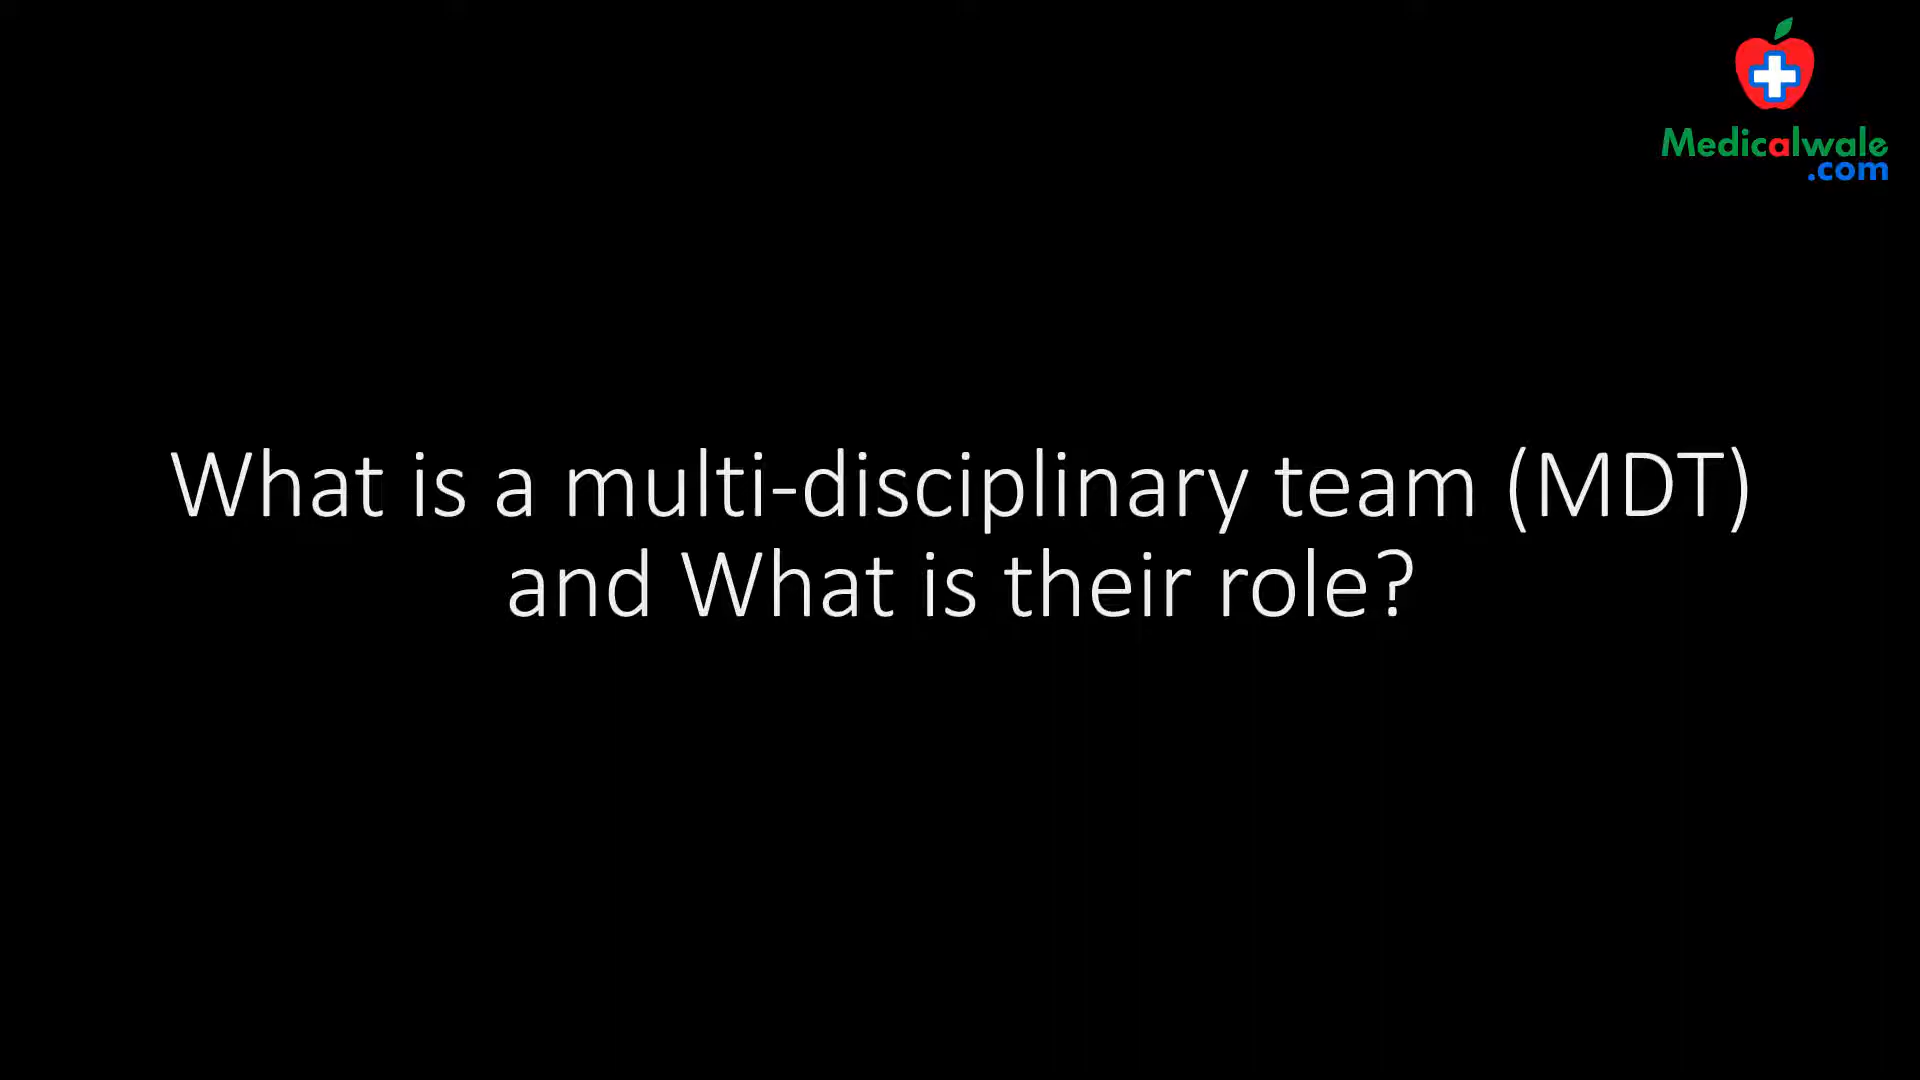 Medicalwale
.com
What is a multi-disciplinary team (MDT)
and What is their role?